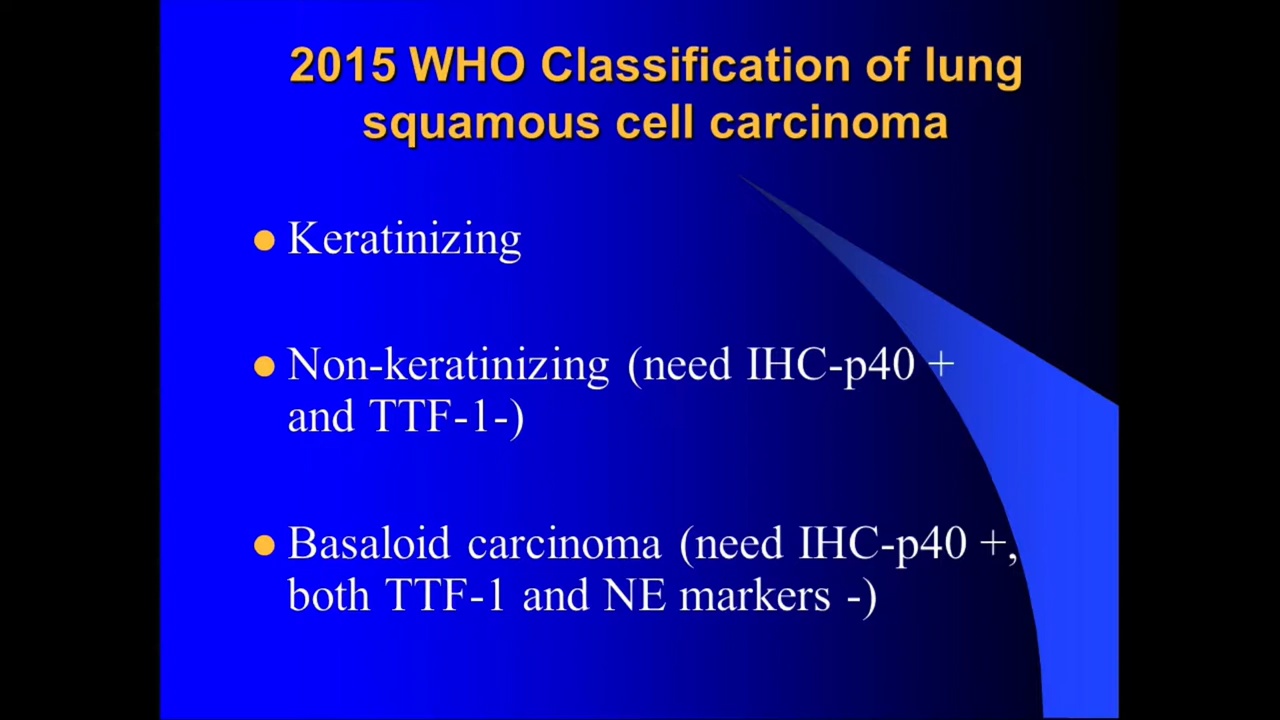 2015 WHO Classification of lung
squamous cell carcinoma
Keratinizing
Non-keratinizing (need IHC-p40 +
and TTF-1-)
Basaloid carcinoma (need IHC-p40 +,
both TTF-1 and NE markers -)